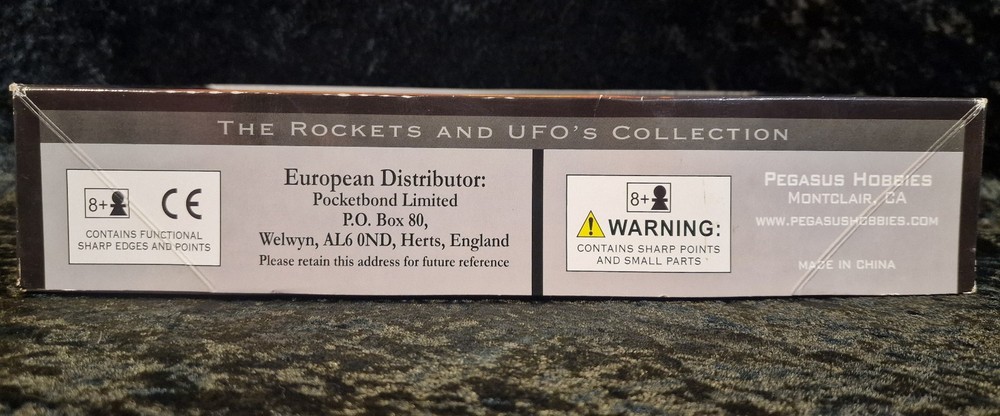 THE ROCKETS AND UFO'S COLLECTION
8+ CE
CONTAINS FUNCTIONAL
SHARP EDGES AND POINTS
European Distributor:
Pocketbond Limited
P.O. Box 80,
Welwyn, AL6 0ND, Herts, England
Please retain this address for future reference
8+
WARNING:
CONTAINS SHARP POINTS
AND SMALL PARTS
PEGASUS HOBBIES
MONTCLAIR, CA
WWW.PEGASUSHOBBIES.COM
MADE IN CHINA